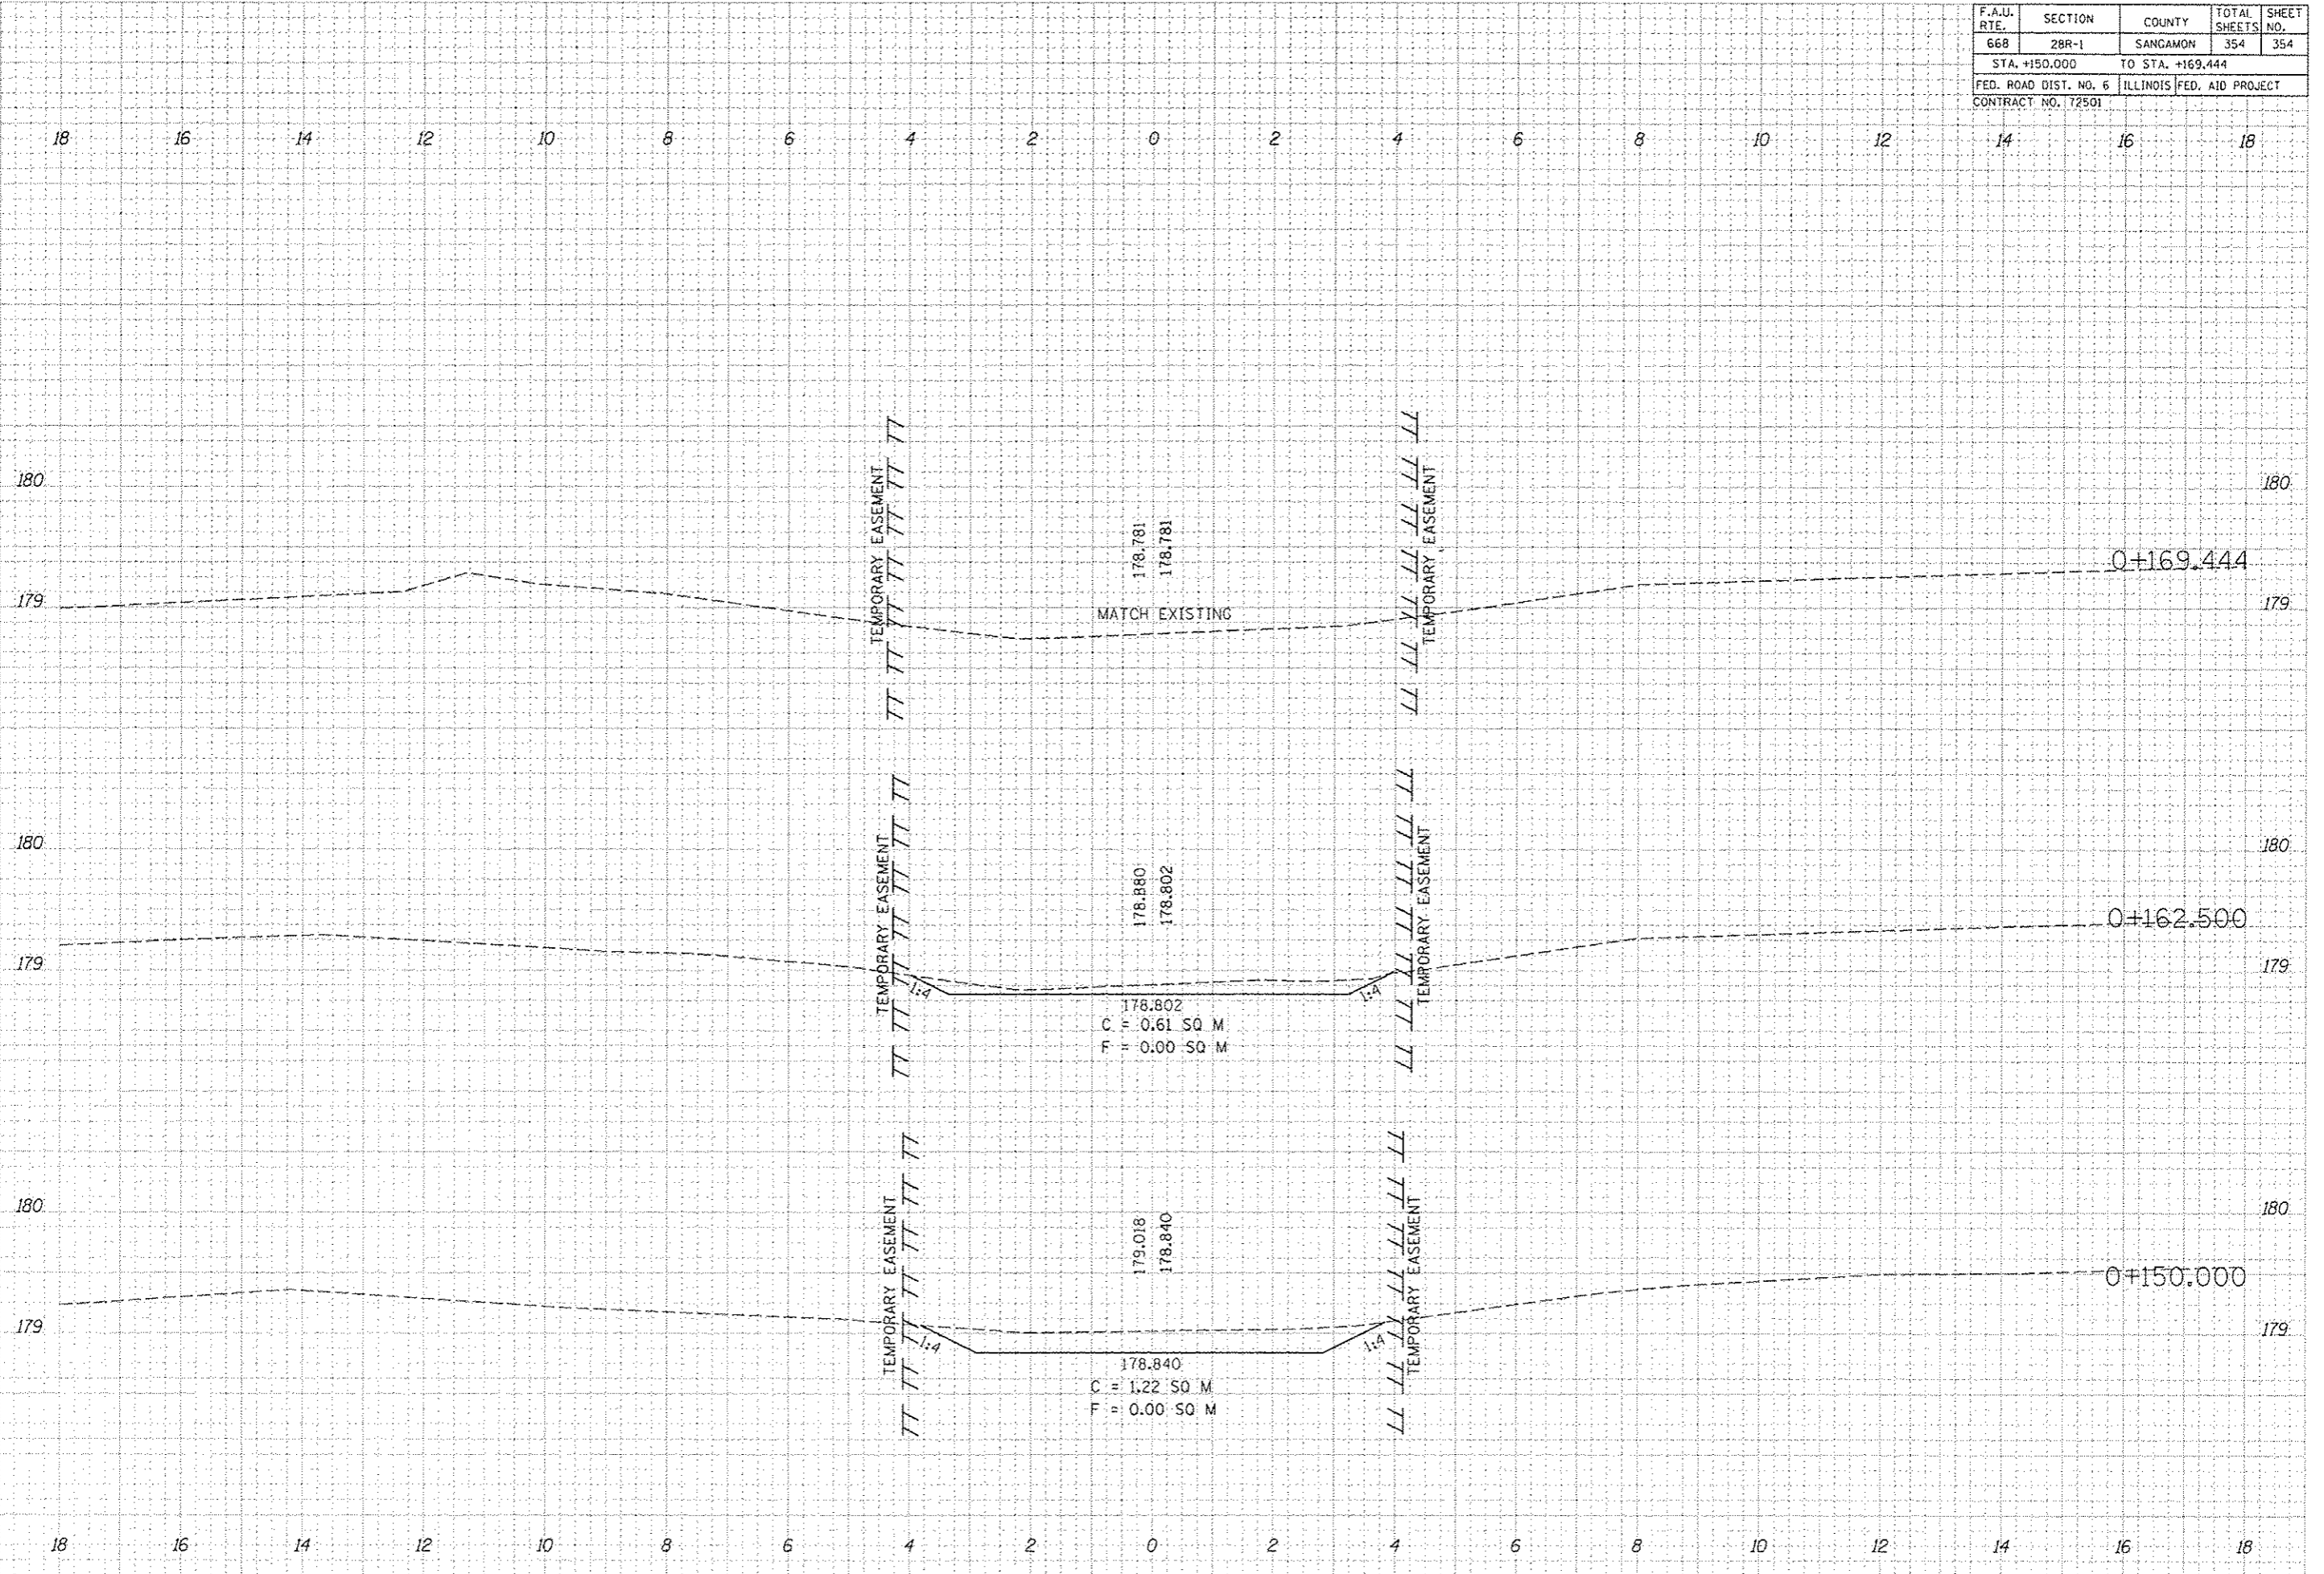 F.A.U. RTE. SECTION COUNTY TOTAL SHEETS SHEET NO.
668 28R-1 SANGAMON 354 354
STA. +150.000 TO STA. +169.444
FED. ROAD DIST. NO. 6 ILLINOIS FED. AID PROJECT
CONTRACT NO. 72501
18 16 14 12 10 8 6 4 2 0 2 4 6 8 10 12 14 16 18
180 180
TEMPORARY EASEMENT
178.781
178.781
TEMPORARY EASEMENT
0+169.444
179 179
MATCH EXISTING
180 180
TEMPORARY EASEMENT
178.880
178.802
TEMPORARY EASEMENT
0+162.500
179 179
1:4 1:4
178.802
C = 0.61 SQ M
F = 0.00 SQ M
180 180
TEMPORARY EASEMENT
179.018
178.840
TEMPORARY EASEMENT
0+150.000
179 179
1:4 1:4
178.840
C = 1.22 SQ M
F = 0.00 SQ M
18 16 14 12 10 8 6 4 2 0 2 4 6 8 10 12 14 16 18